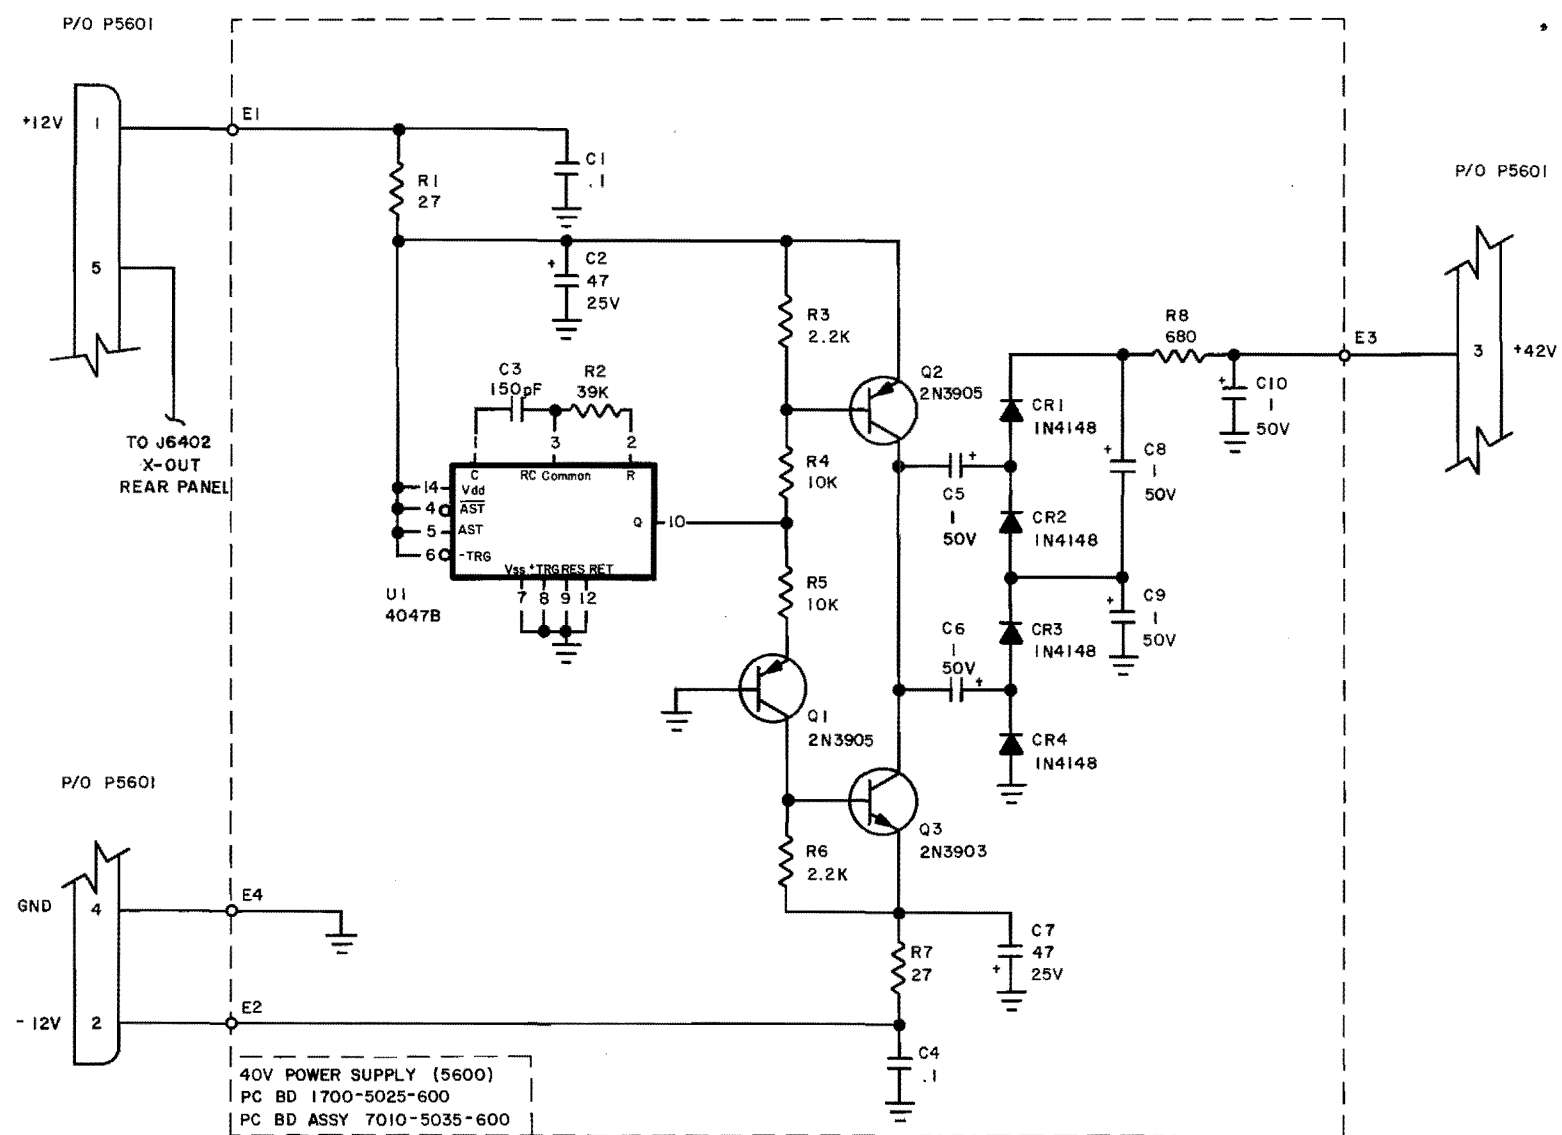 P/O P5601
+12V
1
E1
5
TO J6402
X-OUT
REAR PANEL
R1
27
C1
.1
C2
+
47
25V
R3
2.2K
C3
150pF
R2
39K
1
3
2
C
RC Common
R
14
Vdd
4
AST
5
AST
6
-TRG
Q
10
Vss
+TRG
RES
RET
7
8
9
12
U1
4047B
R4
10K
R5
10K
Q2
2N3905
Q1
2N3905
Q3
2N3903
R6
2.2K
+
C5
1
50V
C6
1
50V
+
CR1
1N4148
CR2
1N4148
CR3
1N4148
CR4
1N4148
+
C8
1
50V
+
C9
1
50V
R8
680
+
C10
1
50V
E3
P/O P5601
3
+42V
P/O P5601
GND
4
E4
-12V
2
E2
R7
27
C7
47
+
25V
C4
.1
40V POWER SUPPLY (5600)
PC BD 1700-5025-600
PC BD ASSY 7010-5035-600